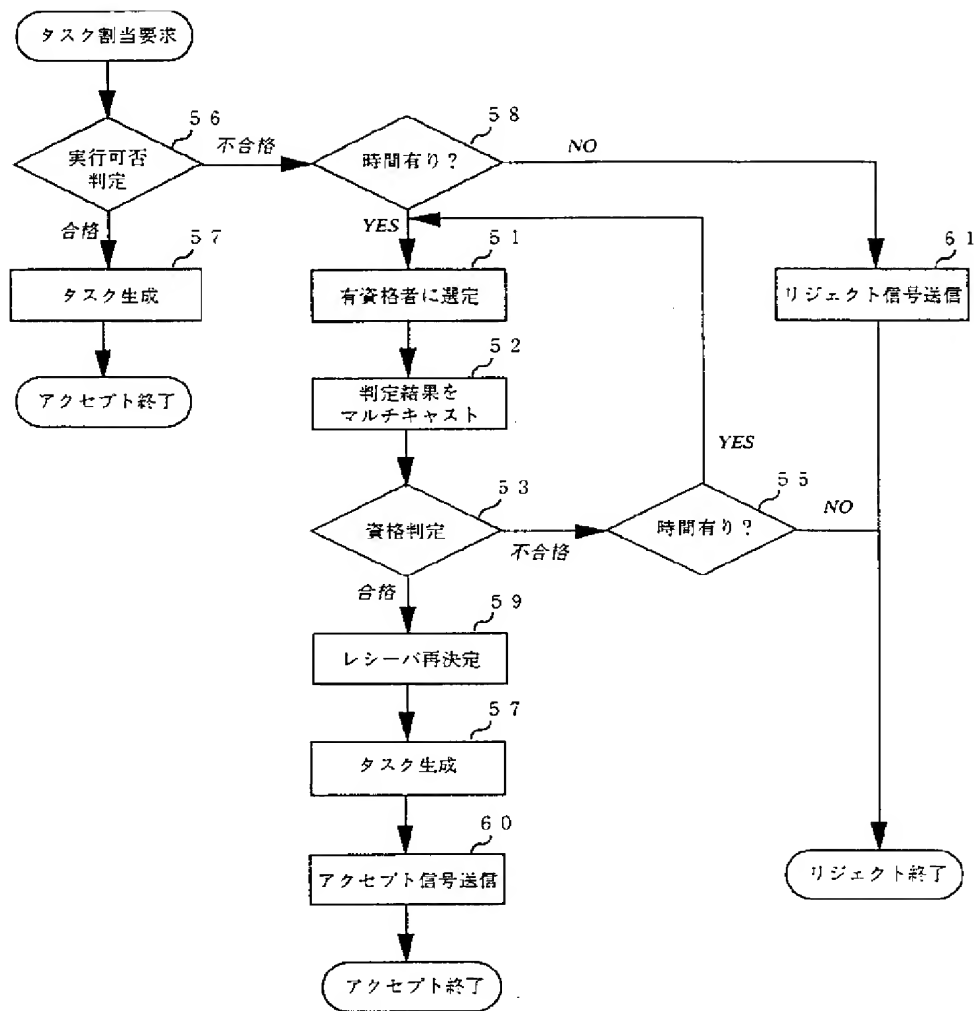 タスク割当要求
５６
実行可否
判定
不合格
５８
時間有り？
NO
合格
５７
タスク生成
アクセプト終了
YES
５１
有資格者に選定
６１
リジェクト信号送信
５２
判定結果を
マルチキャスト
YES
５３
資格判定
不合格
５５
時間有り？
NO
合格
５９
レシーバ再決定
５７
タスク生成
６０
アクセプト信号送信
リジェクト終了
アクセプト終了